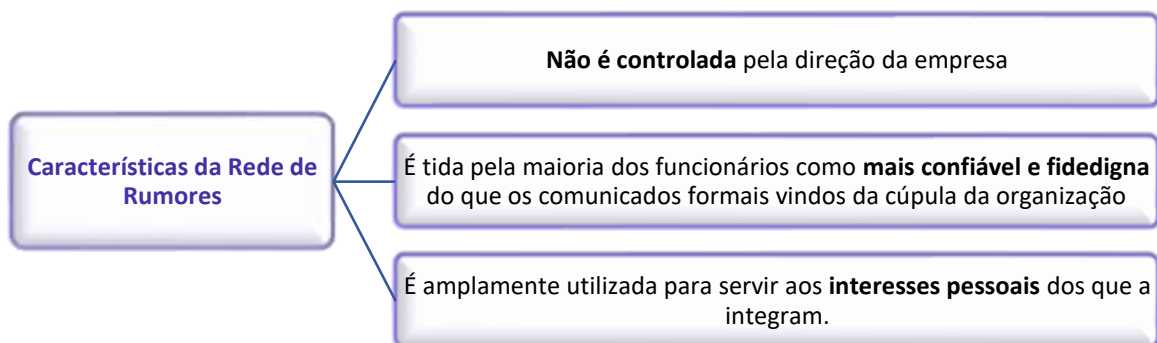 Características da Rede de
Rumores
Não é controlada pela direção da empresa
É tida pela maioria dos funcionários como mais confiável e fidedigna
do que os comunicados formais vindos da cúpula da organização
É amplamente utilizada para servir aos interesses pessoais dos que a
integram.